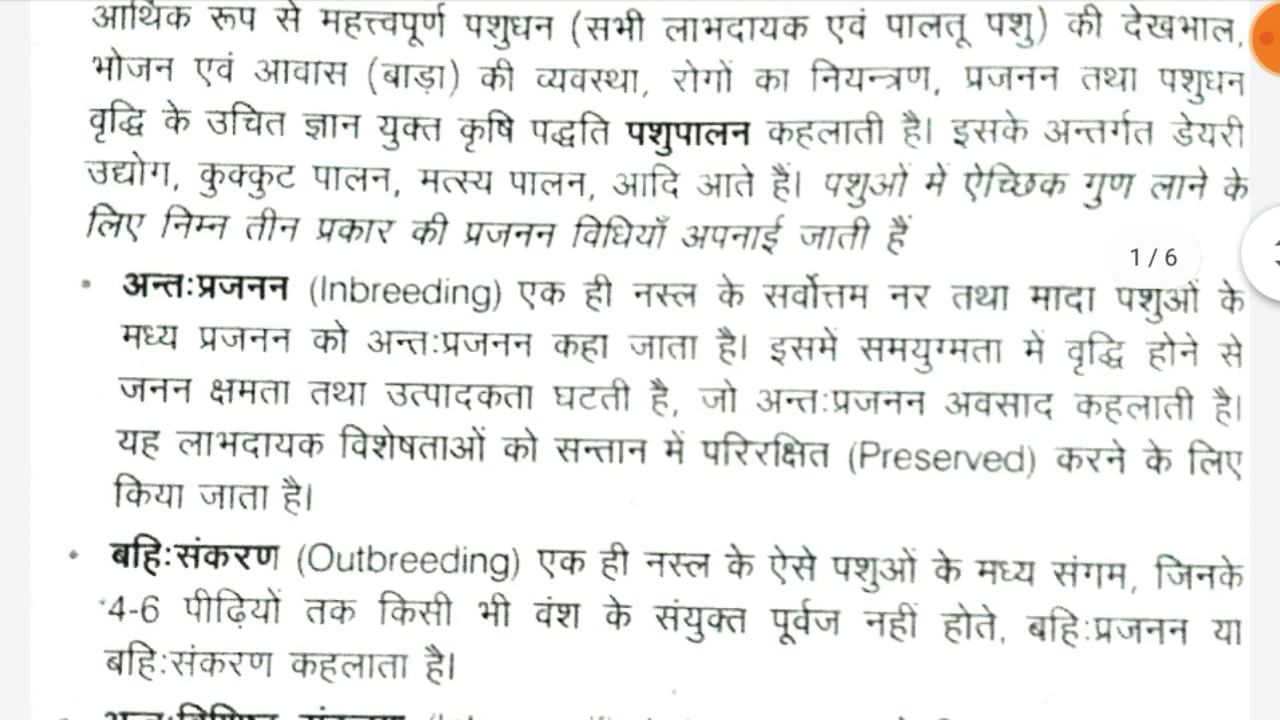 आर्थिक रूप से महत्त्वपूर्ण पशुधन (सभी लाभदायक एवं पालतू पशु) की देखभाल,
भोजन एवं आवास (बाड़ा) की व्यवस्था, रोगों का नियन्त्रण, प्रजनन तथा पशुधन
वृद्धि के उचित ज्ञान युक्त कृषि पद्धति पशुपालन कहलाती है। इसके अन्तर्गत डेयरी
उद्योग, कुक्कुट पालन, मत्स्य पालन, आदि आते हैं। पशुओं में ऐच्छिक गुण लाने के
लिए निम्न तीन प्रकार की प्रजनन विधियाँ अपनाई जाती हैं
1 / 6
• अन्तःप्रजनन (Inbreeding) एक ही नस्ल के सर्वोत्तम नर तथा मादा पशुओं के
मध्य प्रजनन को अन्तःप्रजनन कहा जाता है। इसमें समयुग्मता में वृद्धि होने से
जनन क्षमता तथा उत्पादकता घटती है, जो अन्तःप्रजनन अवसाद कहलाती है।
यह लाभदायक विशेषताओं को सन्तान में परिरक्षित (Preserved) करने के लिए
किया जाता है।
• बहिःसंकरण (Outbreeding) एक ही नस्ल के ऐसे पशुओं के मध्य संगम, जिनके
4-6 पीढ़ियों तक किसी भी वंश के संयुक्त पूर्वज नहीं होते, बहिःप्रजनन या
बहिःसंकरण कहलाता है।